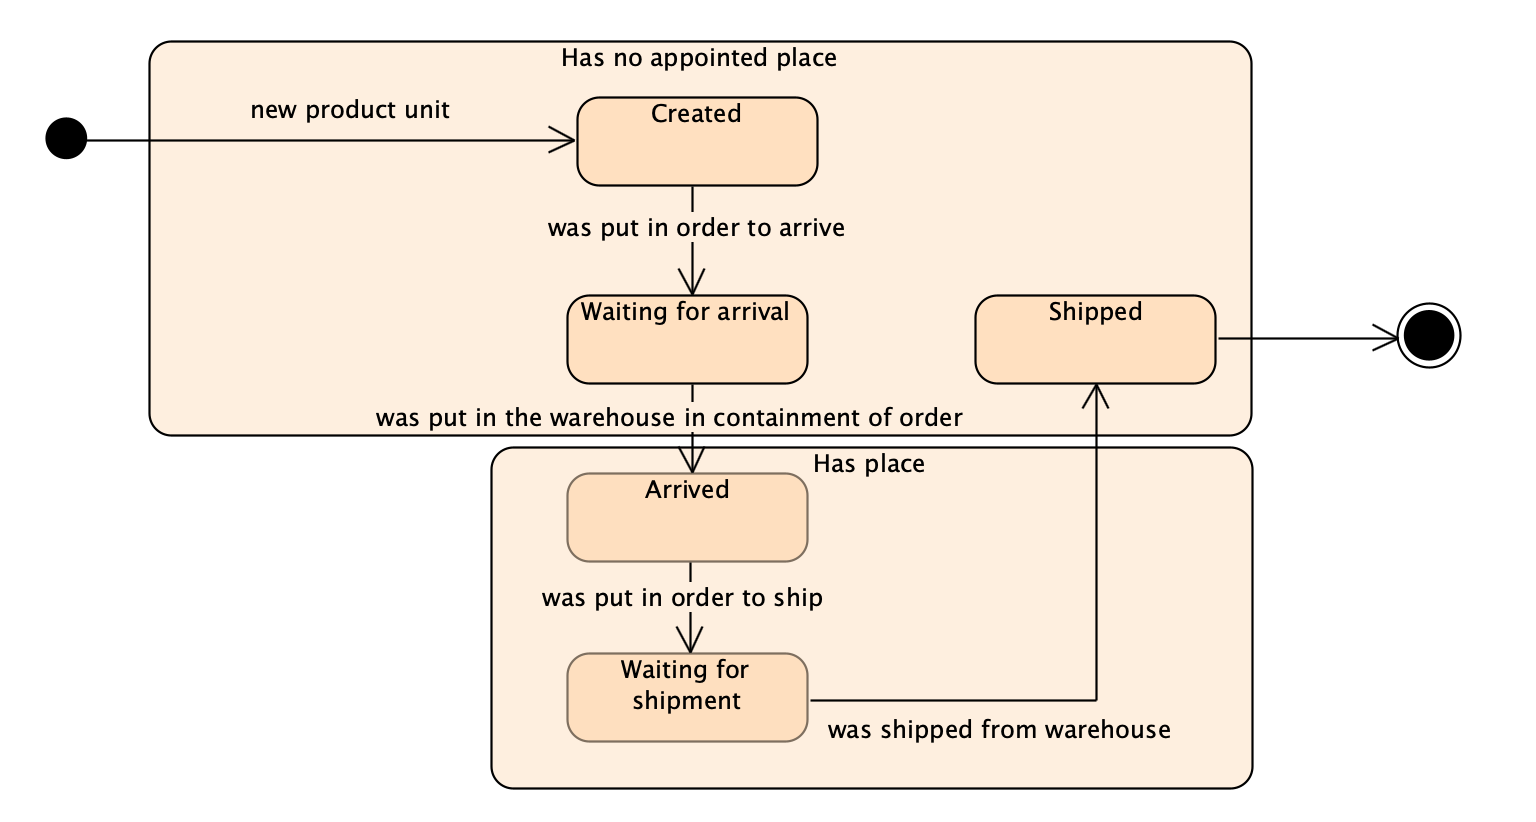 Has no appointed place
new product unit
Created
was put in order to arrive
Waiting for arrival
Shipped
was put in the warehouse in containment of order
Has place
Arrived
was put in order to ship
Waiting for
shipment
was shipped from warehouse